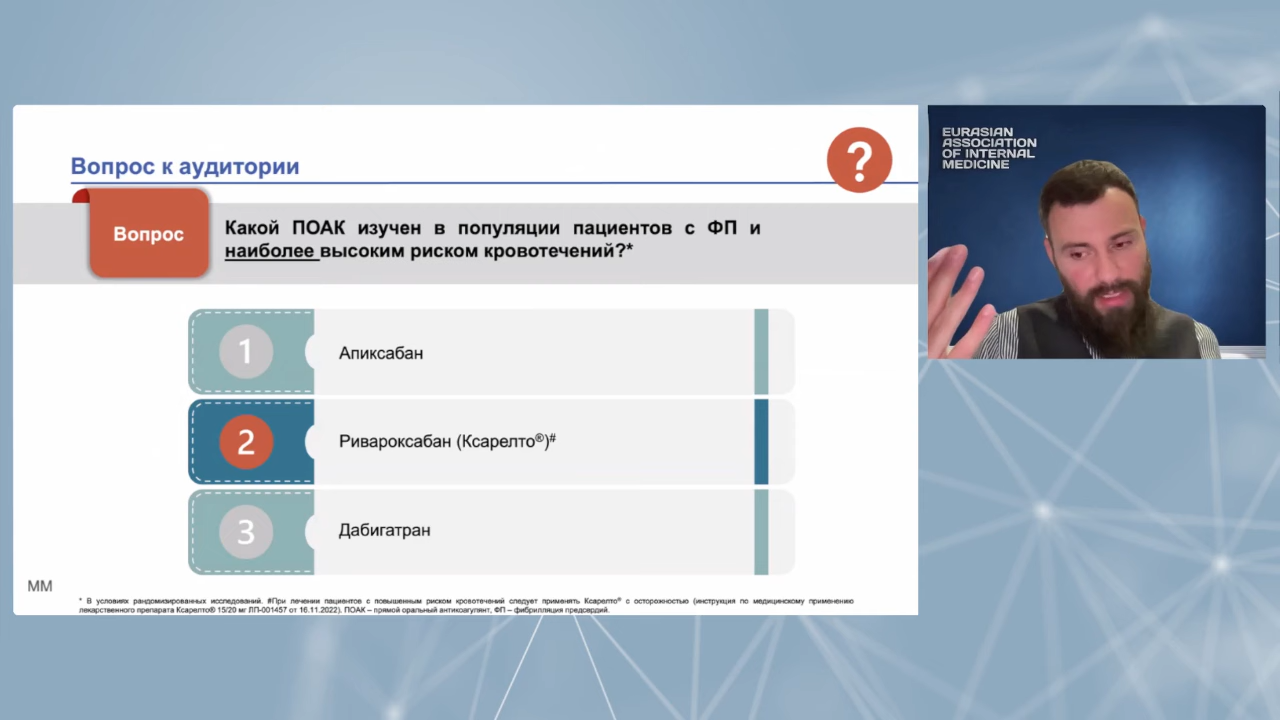 Вопрос к аудитории
?
Вопрос
Какой ПОАК изучен в популяции пациентов с ФП и
наиболее высоким риском кровотечений?*
1
Апиксабан
2
Ривароксабан (Ксарелто®)#
3
Дабигатран
ММ
* В условиях рандомизированных исследований. #При лечении пациентов с повышенным риском кровотечений следует применять Ксарелто® с осторожностью (инструкция по медицинскому применению
лекарственного препарата Ксарелто® 15/20 мг ЛП-001457 от 16.11.2022). ПОАК – прямой оральный антикоагулянт, ФП – фибрилляция предсердий.
EURASIAN
ASSOCIATION
OF INTERNAL
MEDICINE